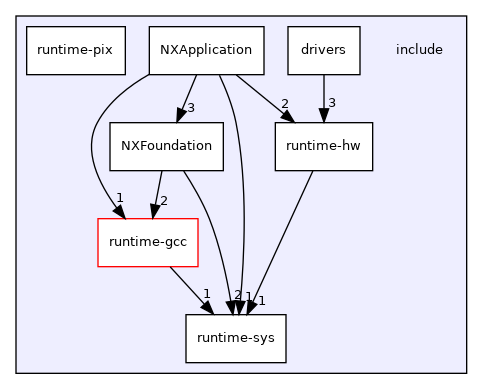 runtime-pix
NXApplication
drivers
include
3
2
3
NXFoundation
runtime-hw
1
2
runtime-gcc
1
2
1
1
runtime-sys